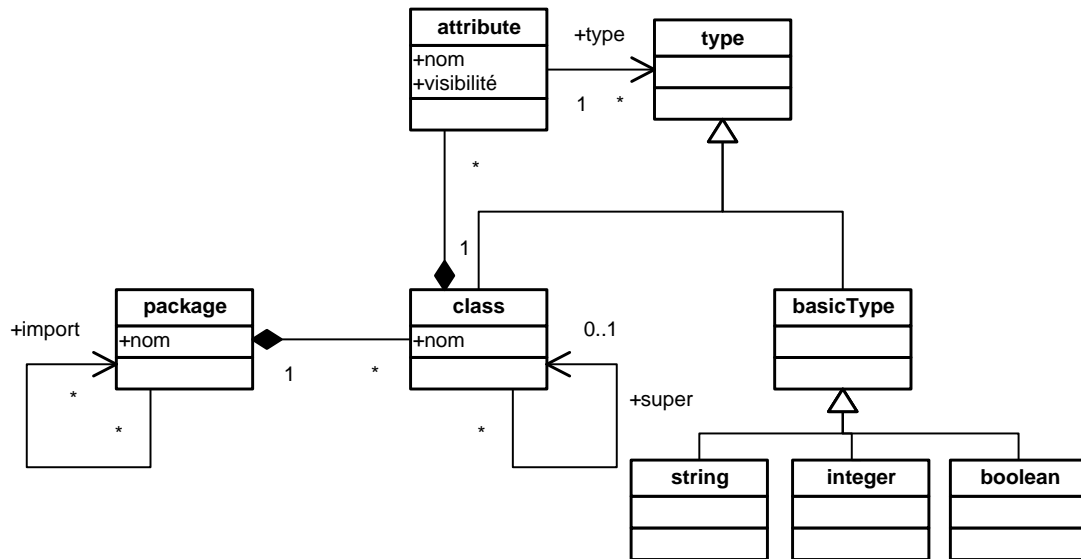 attribute
+nom
+visibilité
+type
1 *
type
*
1
package
+nom
+import
*
*
1
*
class
+nom
0..1
+super
*
basicType
string
integer
boolean